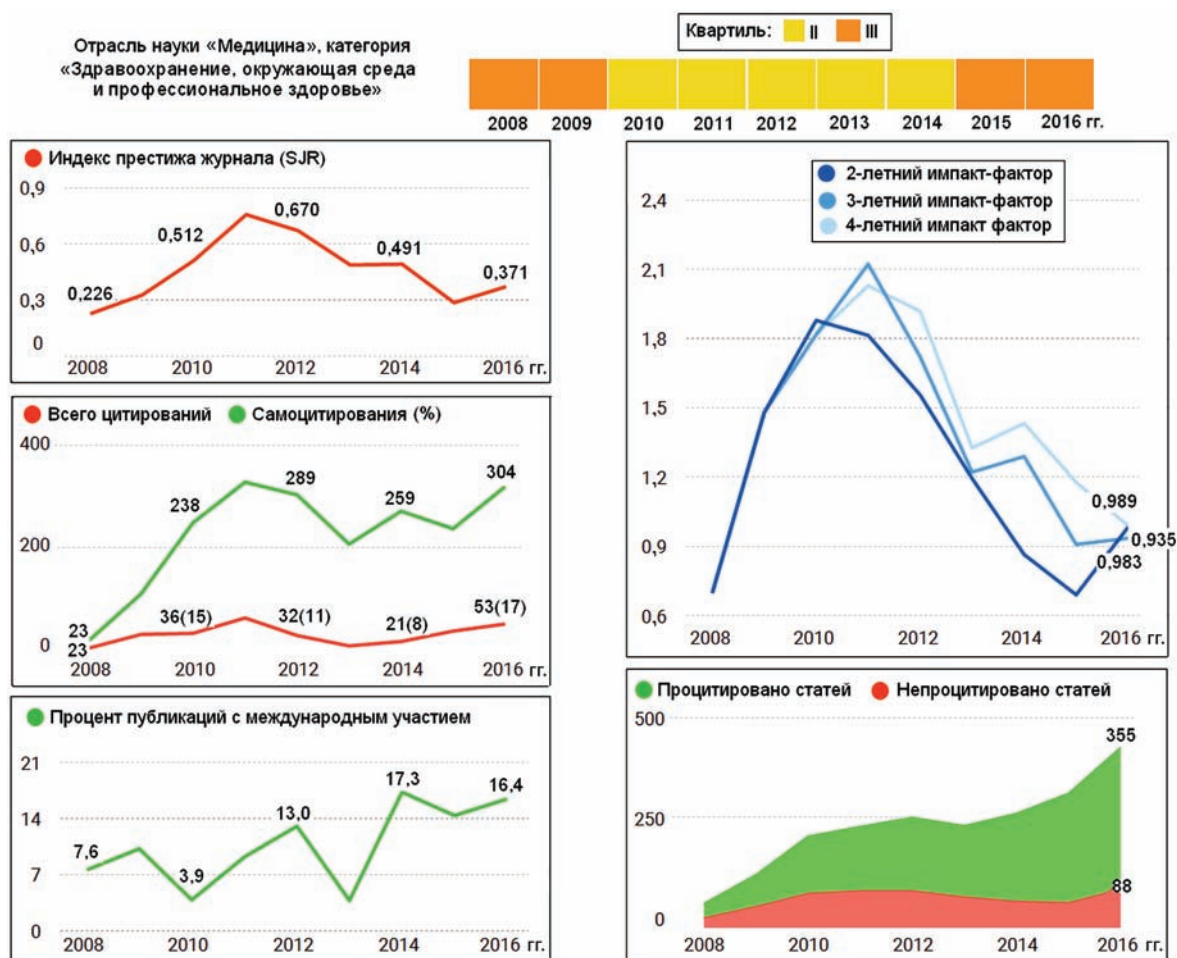 Отрасль науки «Медицина», категория
«Здравоохранение, окружающая среда
и профессиональное здоровье»
Квартиль: II III
2008 2009 2010 2011 2012 2013 2014 2015 2016 гг.
Индекс престижа журнала (SJR)
0,9
0,6
0,3
0
0,226
0,512
0,670
0,491
0,371
2008 2010 2012 2014 2016 гг.
Всего цитирований Самоцитирования (%)
400
200
0
23
238
289
259
304
23
36(15)
32(11)
21(8)
53(17)
2008 2010 2012 2014 2016 гг.
Процент публикаций с международным участием
21
14
7
0
7,6
3,9
13,0
17,3
16,4
2008 2010 2012 2014 2016 гг.
2-летний импакт-фактор
3-летний импакт-фактор
4-летний импакт фактор
2,4
2,1
1,8
1,5
1,2
0,9
0,6
0,989
0,935
0,983
2008 2010 2012 2014 2016 гг.
Процитировано статей Непроцитировано статей
500
250
0
355
88
2008 2010 2012 2014 2016 гг.